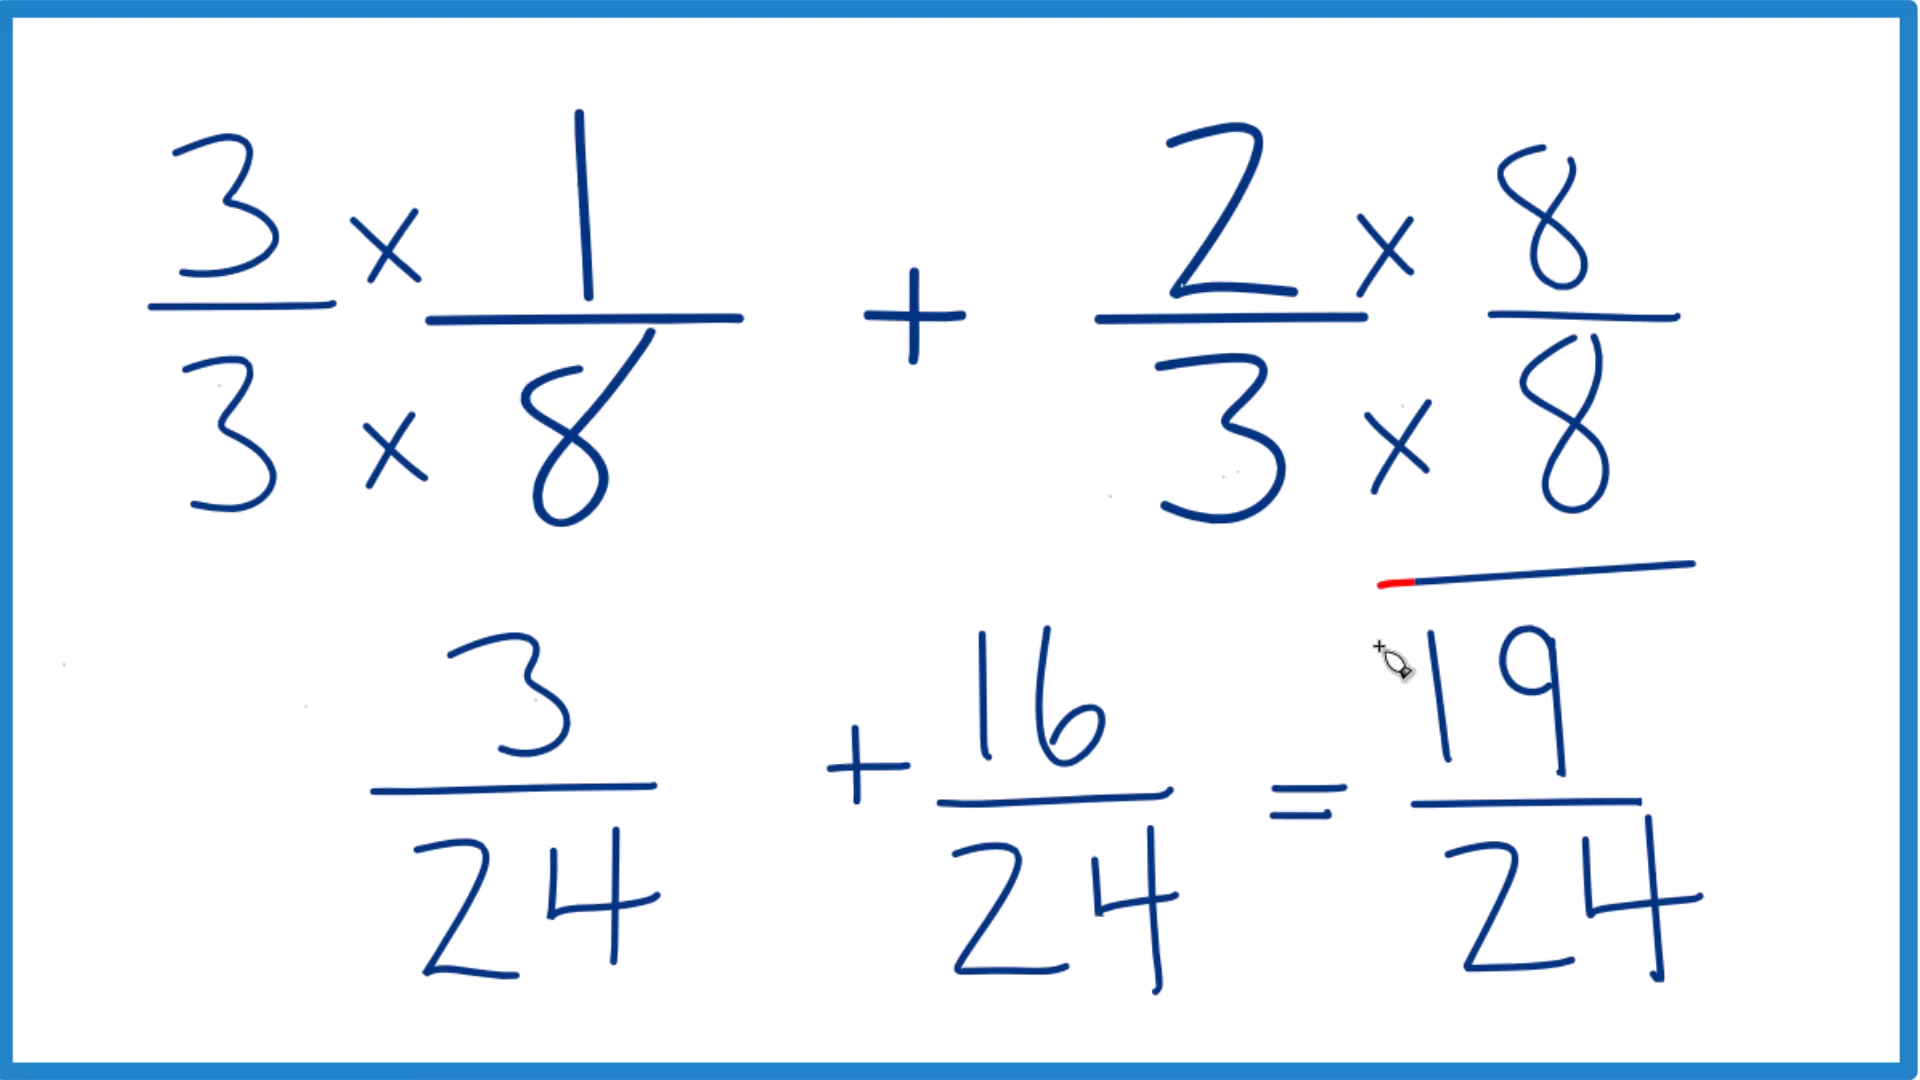 3/3 × 1/8 + 2/3 × 8/8
3/24 + 16/24 = 19/24